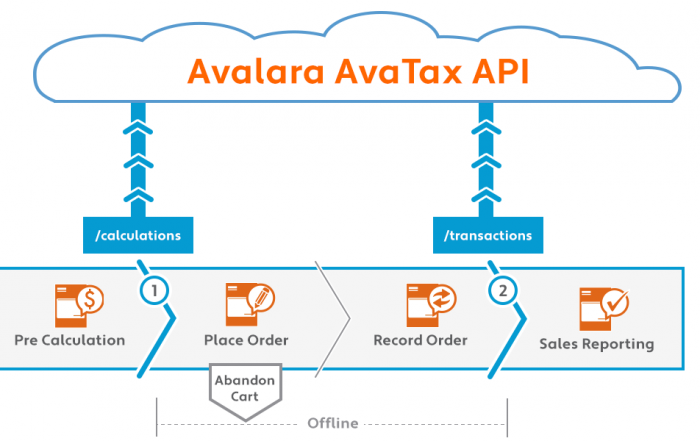 Avalara AvaTax API
/calculations
/transactions
1
2
$
Pre Calculation
Place Order
Record Order
Sales Reporting
Abandon
Cart
Offline